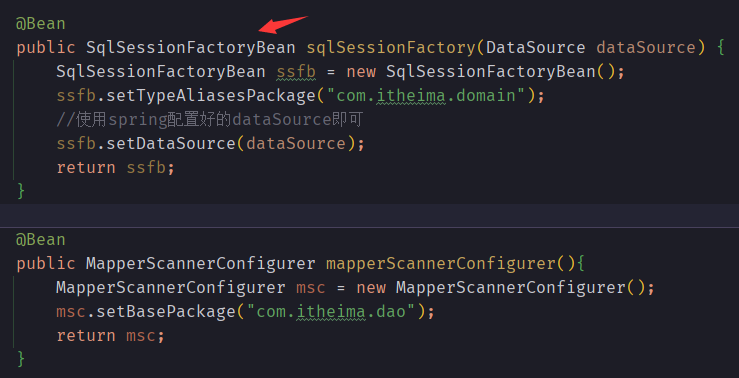 @Bean
public SqlSessionFactoryBean sqlSessionFactory(DataSource dataSource) {
SqlSessionFactoryBean ssfb = new SqlSessionFactoryBean();
ssfb.setTypeAliasesPackage("com.itheima.domain");
//使用spring配置好的dataSource即可
ssfb.setDataSource(dataSource);
return ssfb;
}
@Bean
public MapperScannerConfigurer mapperScannerConfigurer(){
MapperScannerConfigurer msc = new MapperScannerConfigurer();
msc.setBasePackage("com.itheima.dao");
return msc;
}